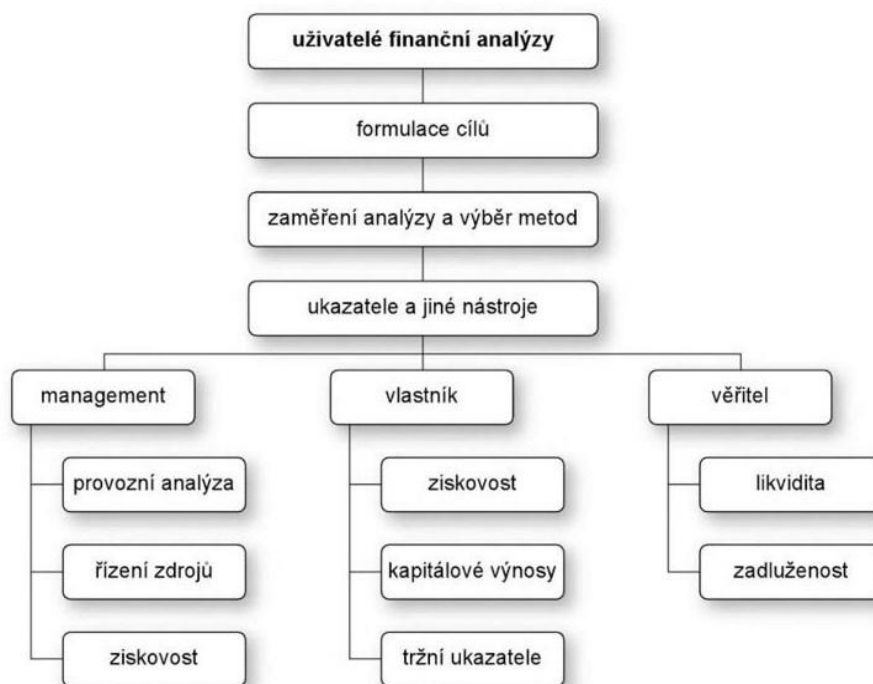 uživatelé finanční analýzy
formulace cílů
zaměření analýzy a výběr metod
ukazatele a jiné nástroje
management
vlastník
věřitel
provozní analýza
ziskovost
likvidita
řízení zdrojů
kapitálové výnosy
zadluženost
ziskovost
tržní ukazatele